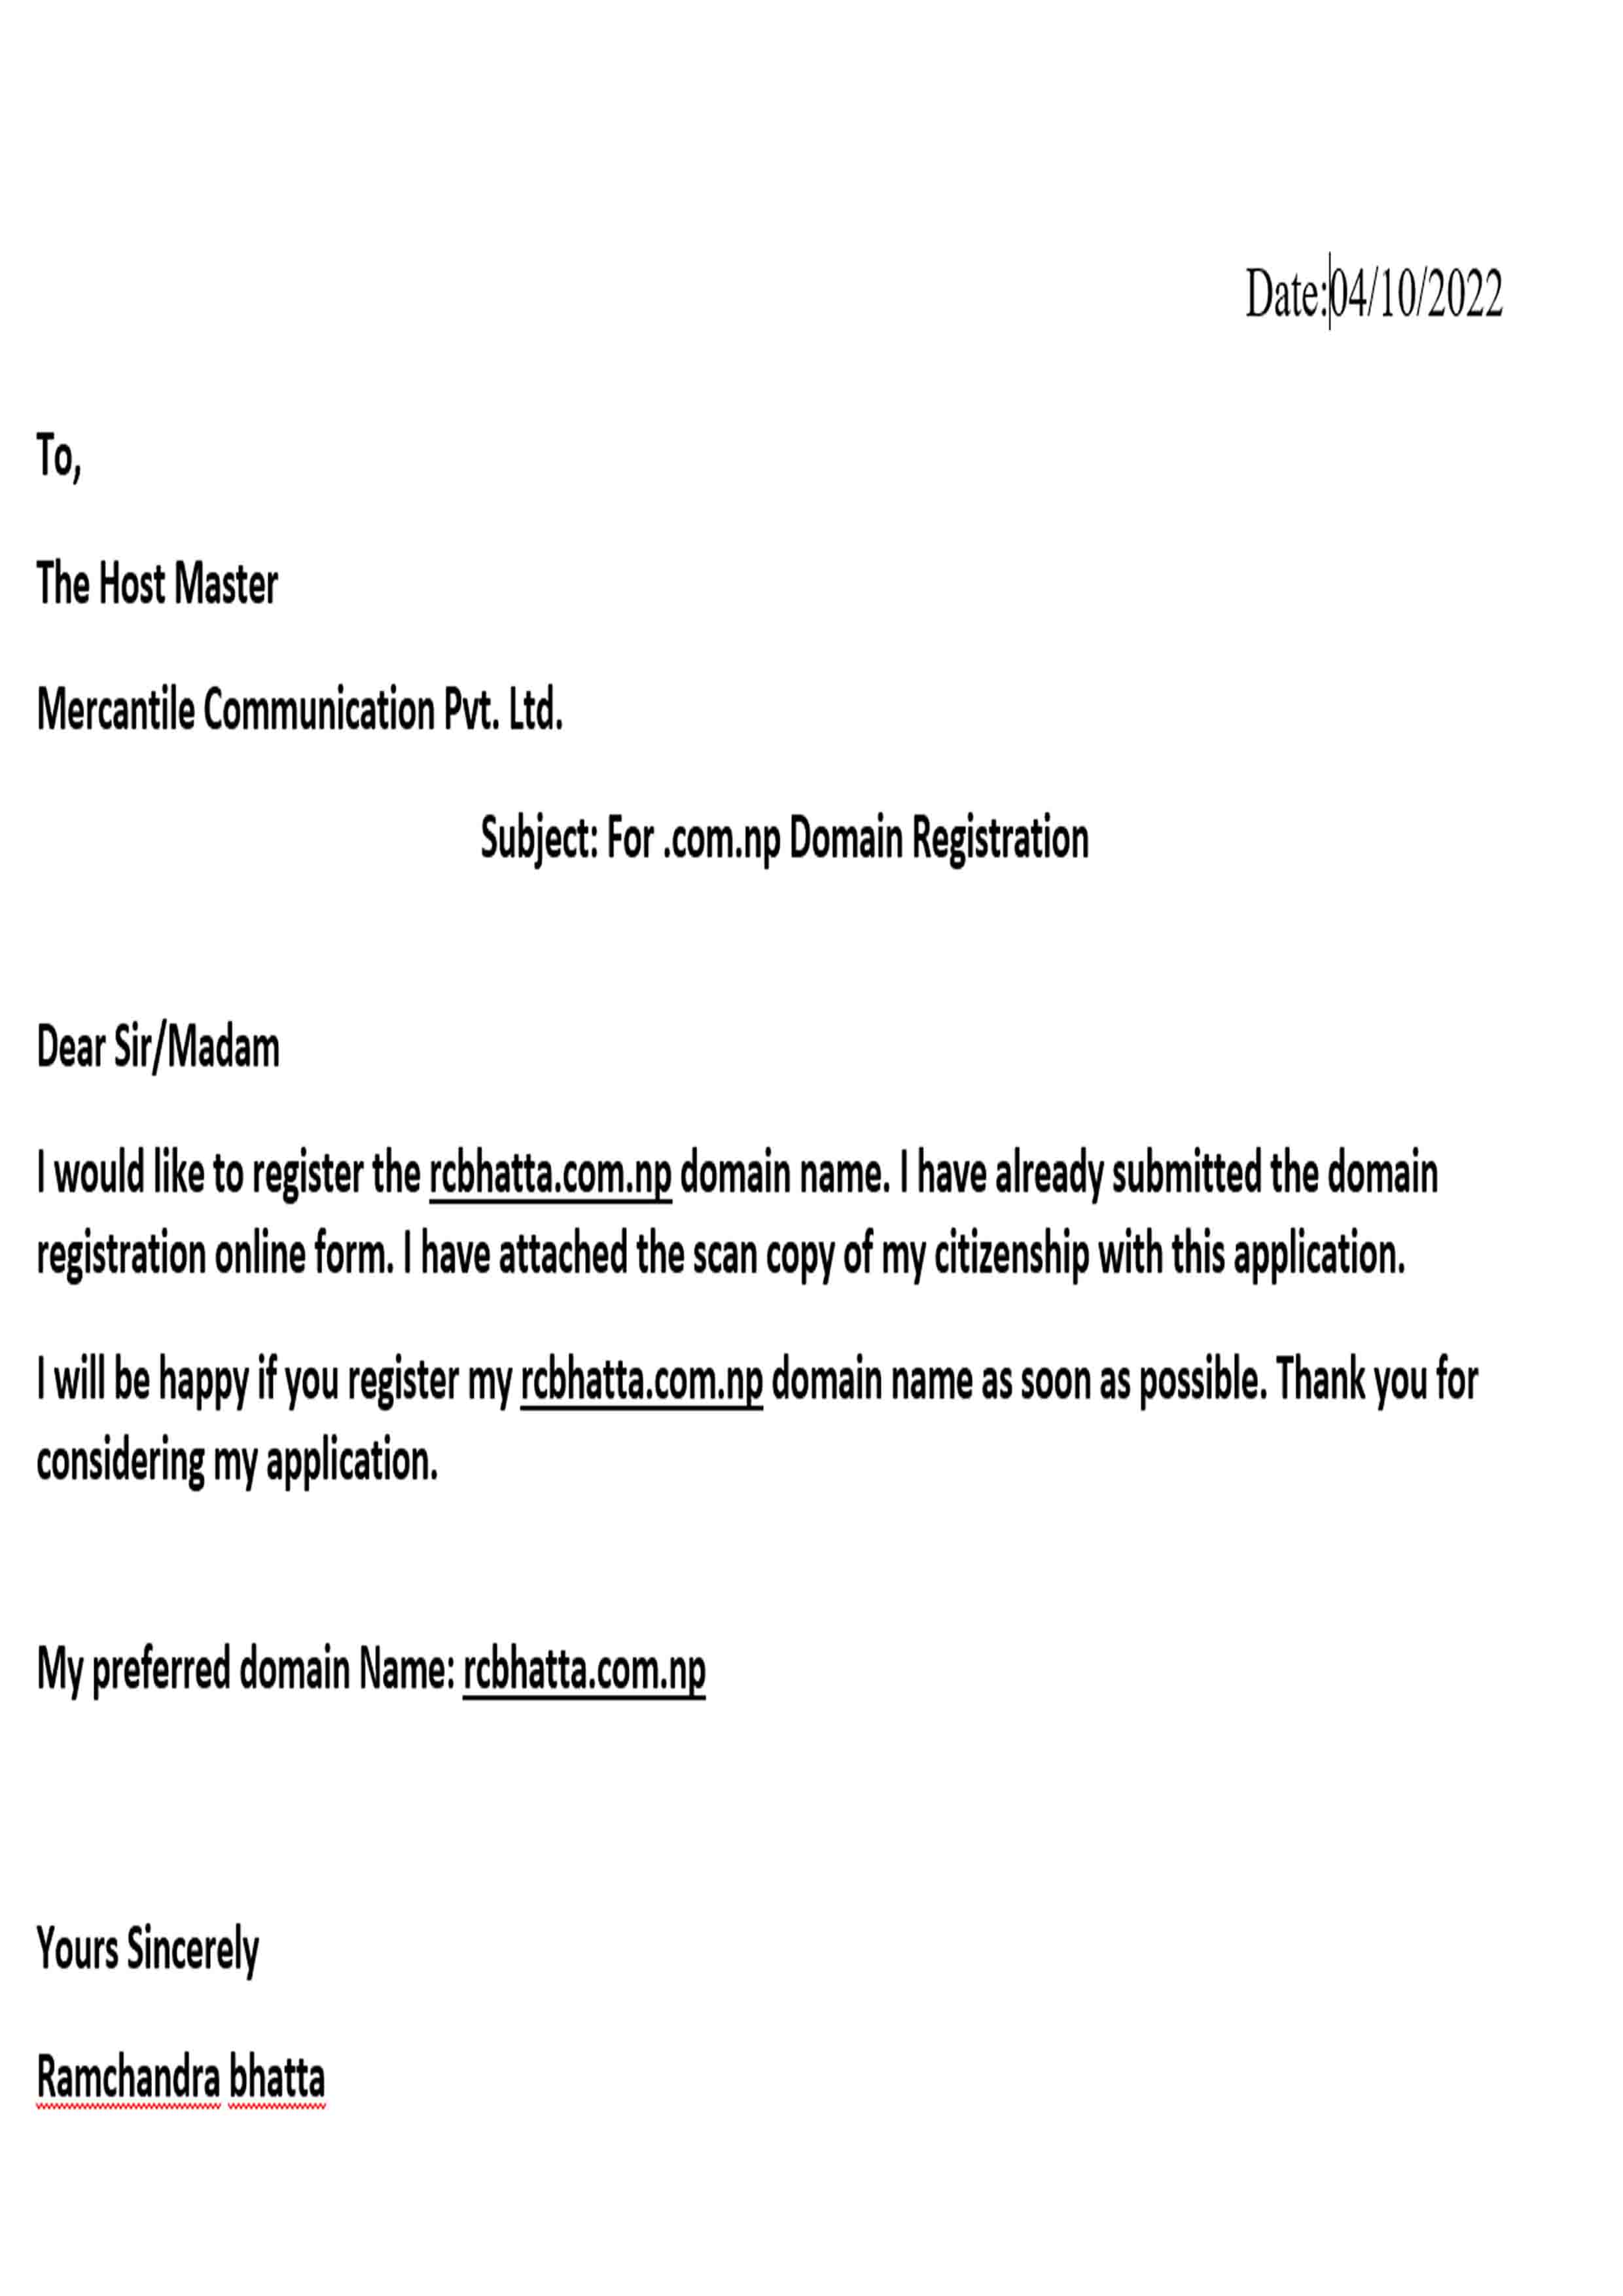 Date:04/10/2022
To,
The Host Master
Mercantile Communication Pvt. Ltd.
Subject: For .com.np Domain Registration
Dear Sir/Madam
I would like to register the rcbhatta.com.np domain name. I have already submitted the domain
registration online form. I have attached the scan copy of my citizenship with this application.
I will be happy if you register my rcbhatta.com.np domain name as soon as possible. Thank you for
considering my application.
My preferred domain Name: rcbhatta.com.np
Yours Sincerely
Ramchandra bhatta